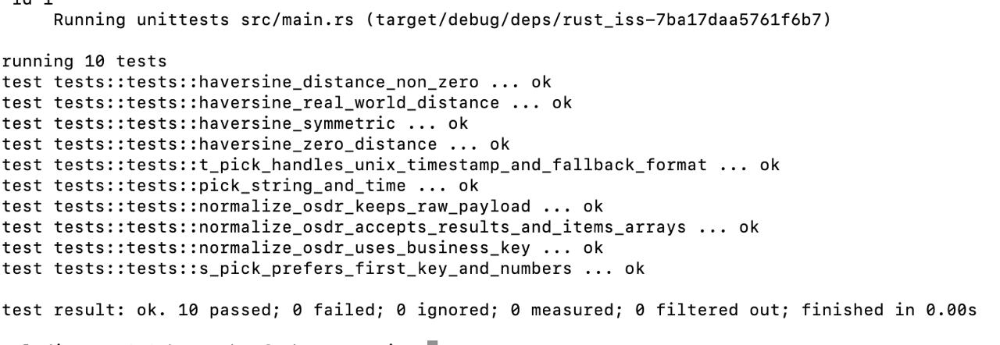 Running unittests src/main.rs (target/debug/deps/rust_iss-7ba17daa5761f6b7)
running 10 tests
test tests::tests::haversine_distance_non_zero ... ok
test tests::tests::haversine_real_world_distance ... ok
test tests::tests::haversine_symmetric ... ok
test tests::tests::haversine_zero_distance ... ok
test tests::tests::t_pick_handles_unix_timestamp_and_fallback_format ... ok
test tests::tests::pick_string_and_time ... ok
test tests::tests::normalize_osdr_keeps_raw_payload ... ok
test tests::tests::normalize_osdr_accepts_results_and_items_arrays ... ok
test tests::tests::normalize_osdr_uses_business_key ... ok
test tests::tests::s_pick_prefers_first_key_and_numbers ... ok
test result: ok. 10 passed; 0 failed; 0 ignored; 0 measured; 0 filtered out; finished in 0.00s